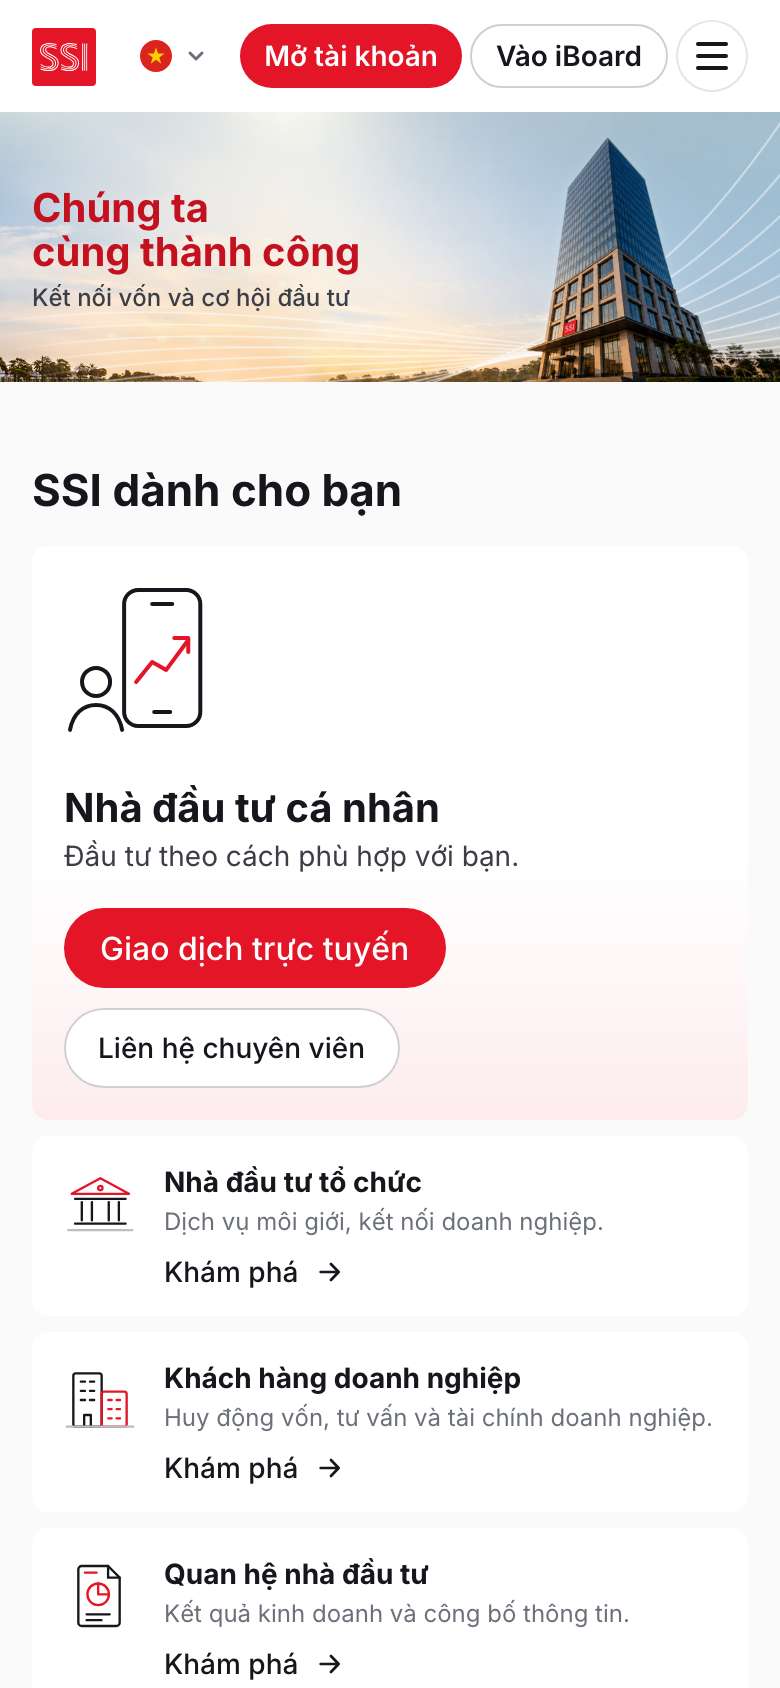 SSI
Mở tài khoản
Vào iBoard
Chúng ta
cùng thành công
Kết nối vốn và cơ hội đầu tư
SSI
SSI dành cho bạn
Nhà đầu tư cá nhân
Đầu tư theo cách phù hợp với bạn.
Giao dịch trực tuyến
Liên hệ chuyên viên
Nhà đầu tư tổ chức
Dịch vụ môi giới, kết nối doanh nghiệp.
Khám phá
Khách hàng doanh nghiệp
Huy động vốn, tư vấn và tài chính doanh nghiệp.
Khám phá
Quan hệ nhà đầu tư
Kết quả kinh doanh và công bố thông tin.
Khám phá